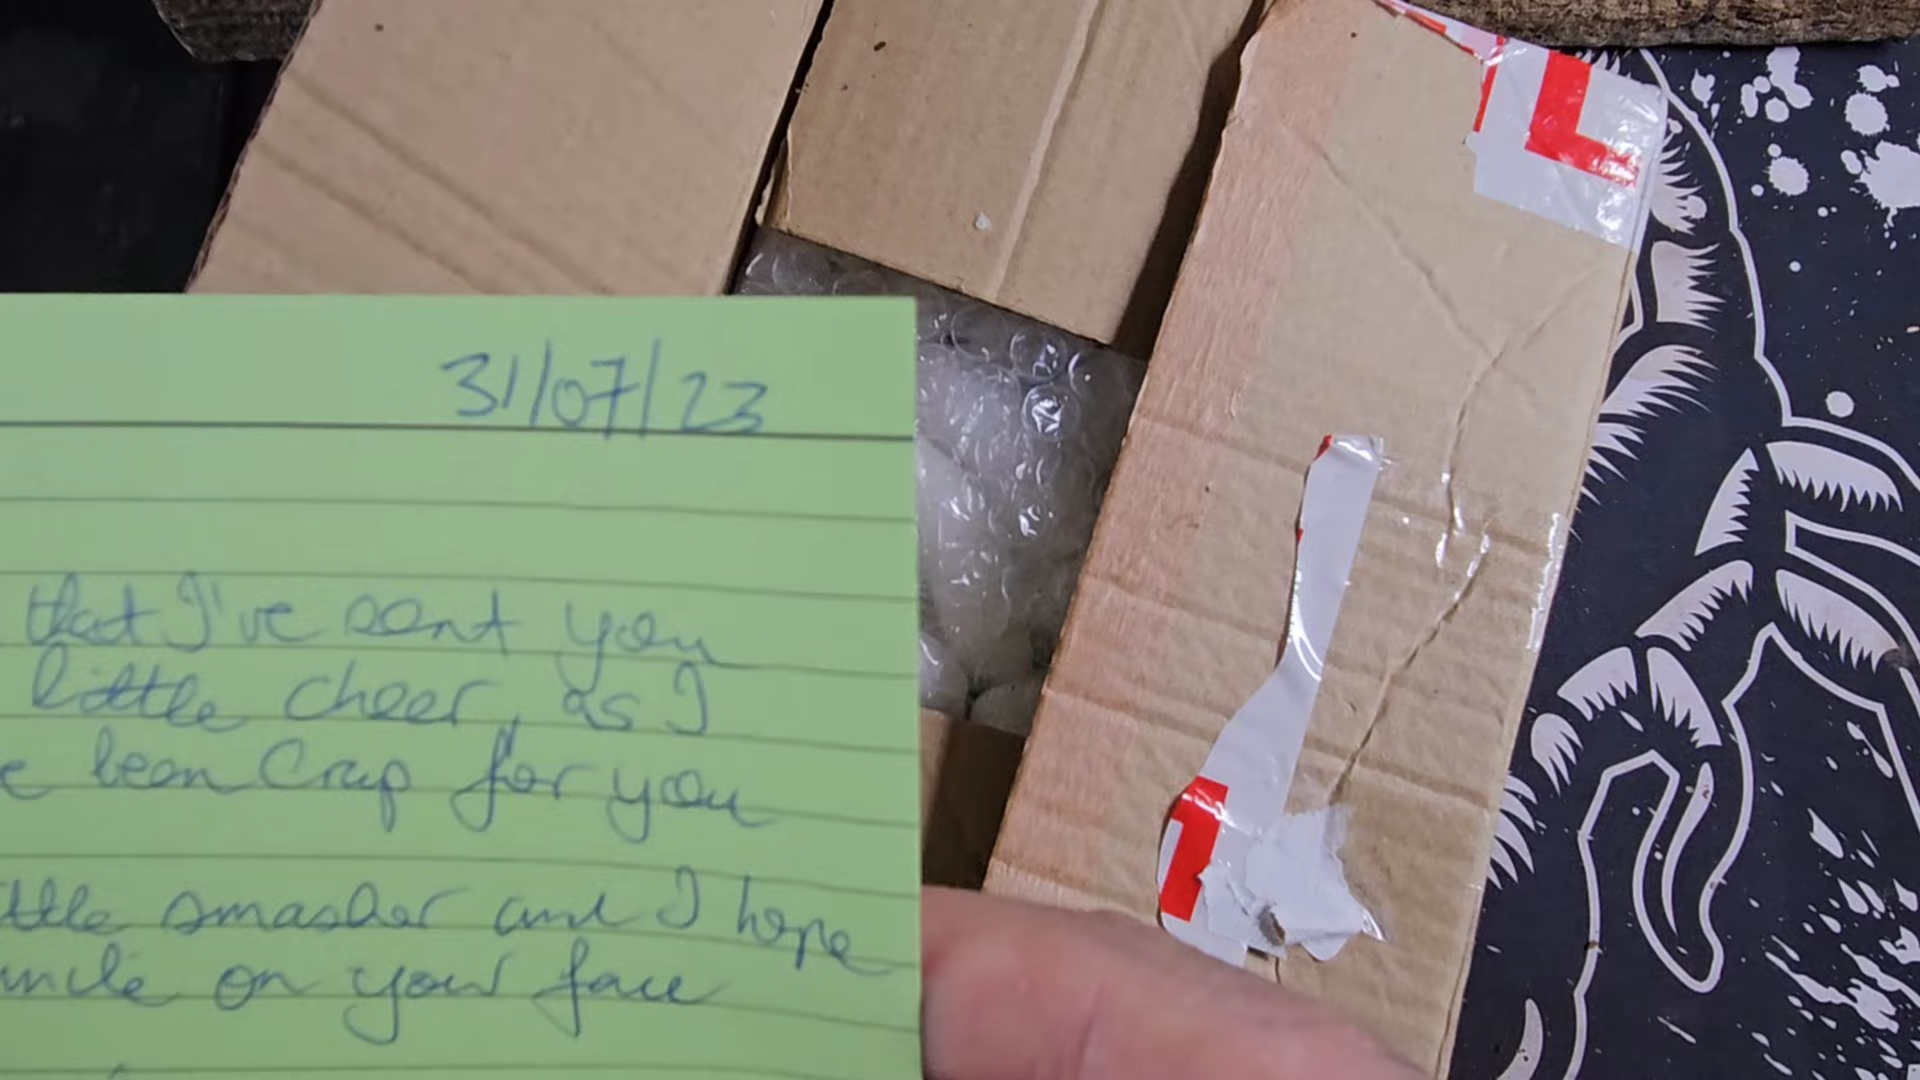 31/07/23
that I've sent you
little cheer, as I
been Crap for you
smasher and I hope
on your face